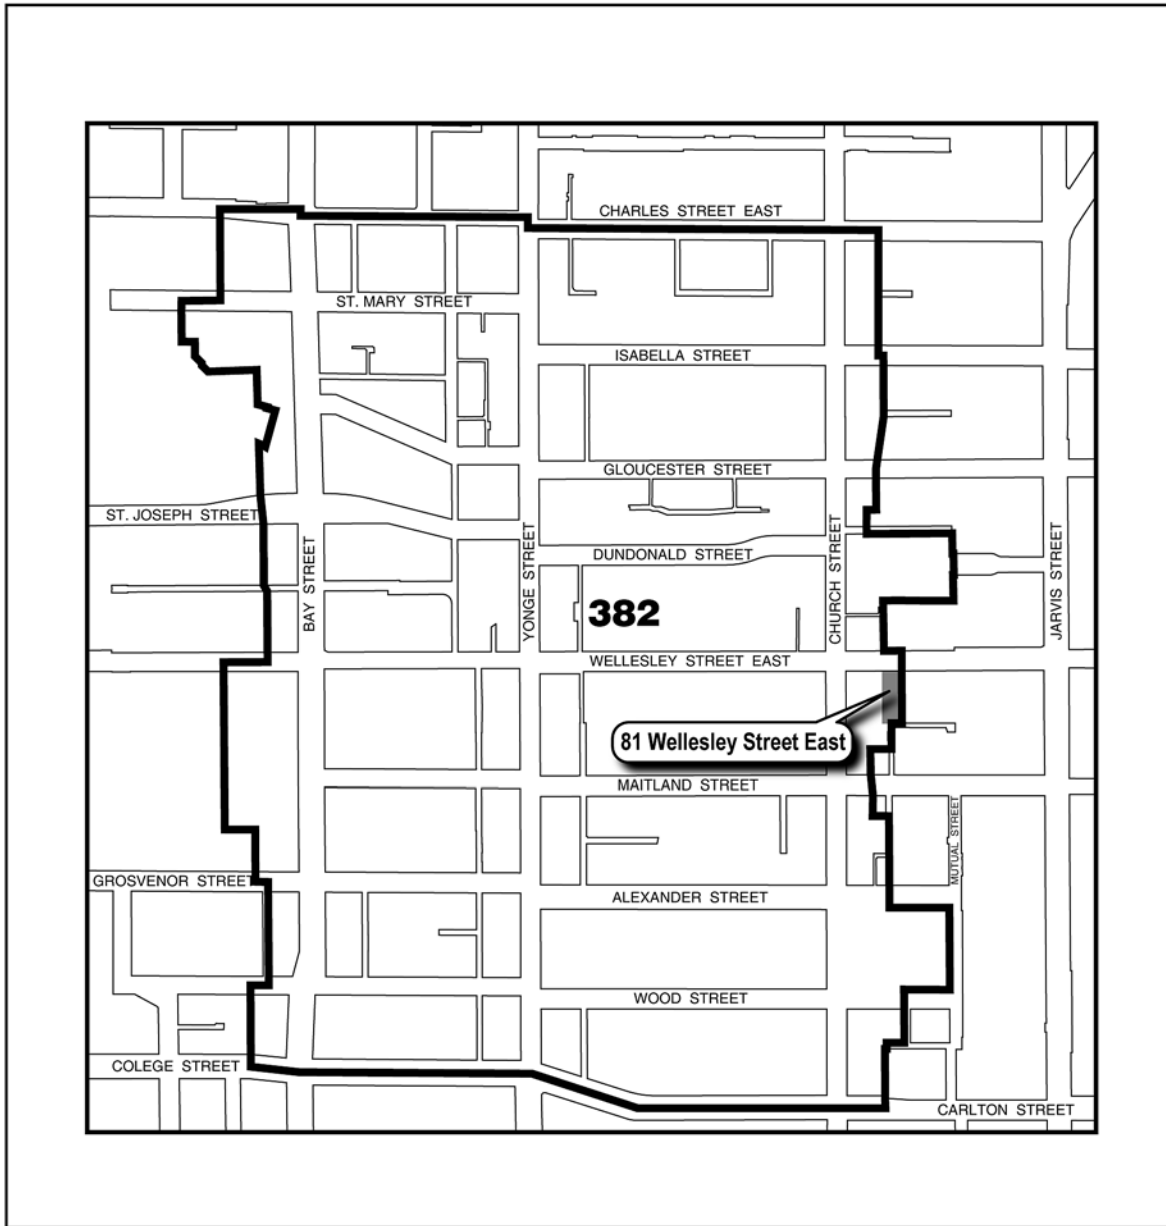 CHARLES STREET EAST
ST. MARY STREET
ISABELLA STREET
GLOUCESTER STREET
ST. JOSEPH STREET
BAY STREET
YONGE STREET
DUNDONALD STREET
CHURCH STREET
JARVIS STREET
382
WELLESLEY STREET EAST
81 Wellesley Street East
MAITLAND STREET
MUTUAL STREET
GROSVENOR STREET
ALEXANDER STREET
WOOD STREET
COLEGE STREET
CARLTON STREET